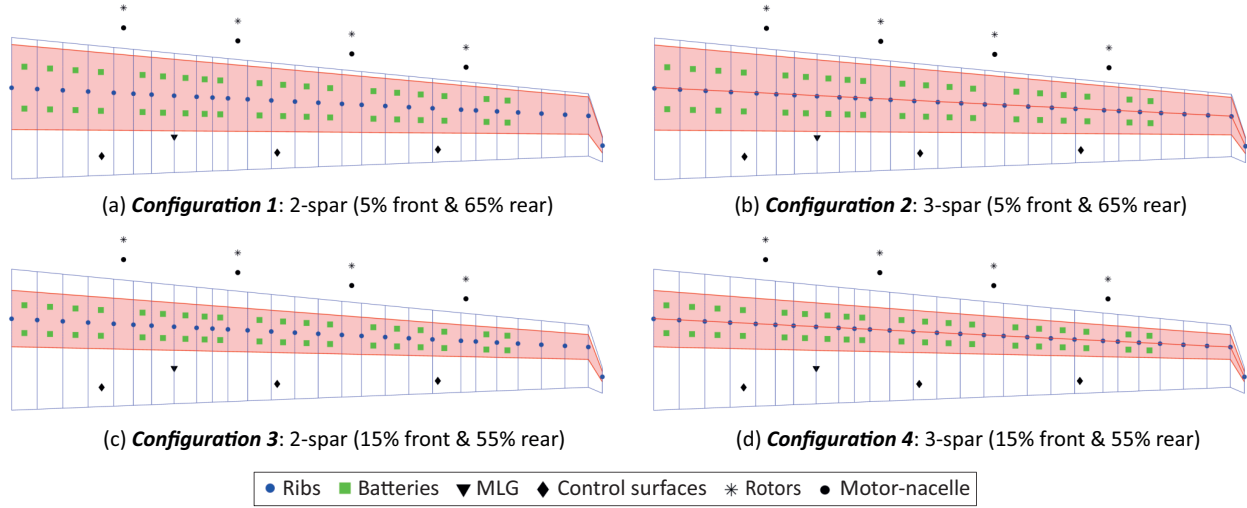 (a) Configuration 1: 2-spar (5% front & 65% rear)
(b) Configuration 2: 3-spar (5% front & 65% rear)
(c) Configuration 3: 2-spar (15% front & 55% rear)
(d) Configuration 4: 3-spar (15% front & 55% rear)
Ribs Batteries MLG Control surfaces Rotors Motor-nacelle